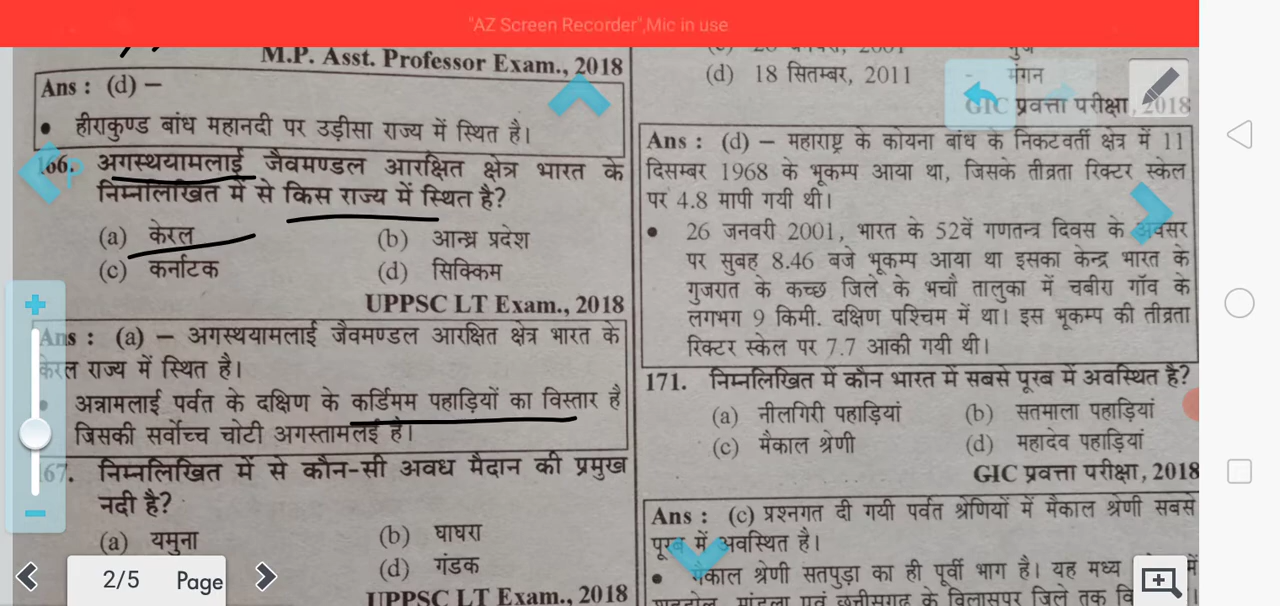 "AZ Screen Recorder",Mic in use
M.P. Asst. Professor Exam., 2018
Ans : (d) –
• हीराकुण्ड बांध महानदी पर उड़ीसा राज्य में स्थित है।
166. अगस्थयामलाई जैवमण्डल आरक्षित क्षेत्र भारत के
निम्नलिखित में से किस राज्य में स्थित है?
(a) केरल (b) आन्ध्र प्रदेश
(c) कर्नाटक (d) सिक्किम
UPPSC LT Exam., 2018
Ans : (a) – अगस्थयामलाई जैवमण्डल आरक्षित क्षेत्र भारत के
केरल राज्य में स्थित है।
• अन्नामलाई पर्वत के दक्षिण के कर्डिमम पहाड़ियों का विस्तार है
जिसकी सर्वोच्च चोटी अगस्तामलई है।
67. निम्नलिखित में से कौन-सी अवध मैदान की प्रमुख
नदी है?
(a) यमुना (b) घाघरा
(d) गंडक
UPPSC LT Exam., 2018
2/5 Page
(d) 18 सितम्बर, 2011 - मंगन
GIC प्रवक्ता परीक्षा, 2018
Ans : (d) – महाराष्ट्र के कोयना बांध के निकटवर्ती क्षेत्र में 11
दिसम्बर 1968 के भूकम्प आया था, जिसके तीव्रता रिक्टर स्केल
पर 4.8 मापी गयी थी।
• 26 जनवरी 2001, भारत के 52वें गणतन्त्र दिवस के अवसर
पर सुबह 8.46 बजे भूकम्प आया था इसका केन्द्र भारत के
गुजरात के कच्छ जिले के भचौ तालुका में चबीरा गॉव के
लगभग 9 किमी. दक्षिण पश्चिम में था। इस भूकम्प की तीव्रता
रिक्टर स्केल पर 7.7 आकी गयी थी।
171. निम्नलिखित में कौन भारत में सबसे पूरब में अवस्थित है?
(a) नीलगिरी पहाड़ियां (b) सतमाला पहाड़ियां
(c) मैकाल श्रेणी (d) महादेव पहाड़ियां
GIC प्रवक्ता परीक्षा, 2018
Ans : (c) प्रश्नगत दी गयी पर्वत श्रेणियों में मैकाल श्रेणी सबसे
पूरब में अवस्थित है।
• मैकाल श्रेणी सतपुड़ा का ही पूर्वी भाग है। यह मध्य में